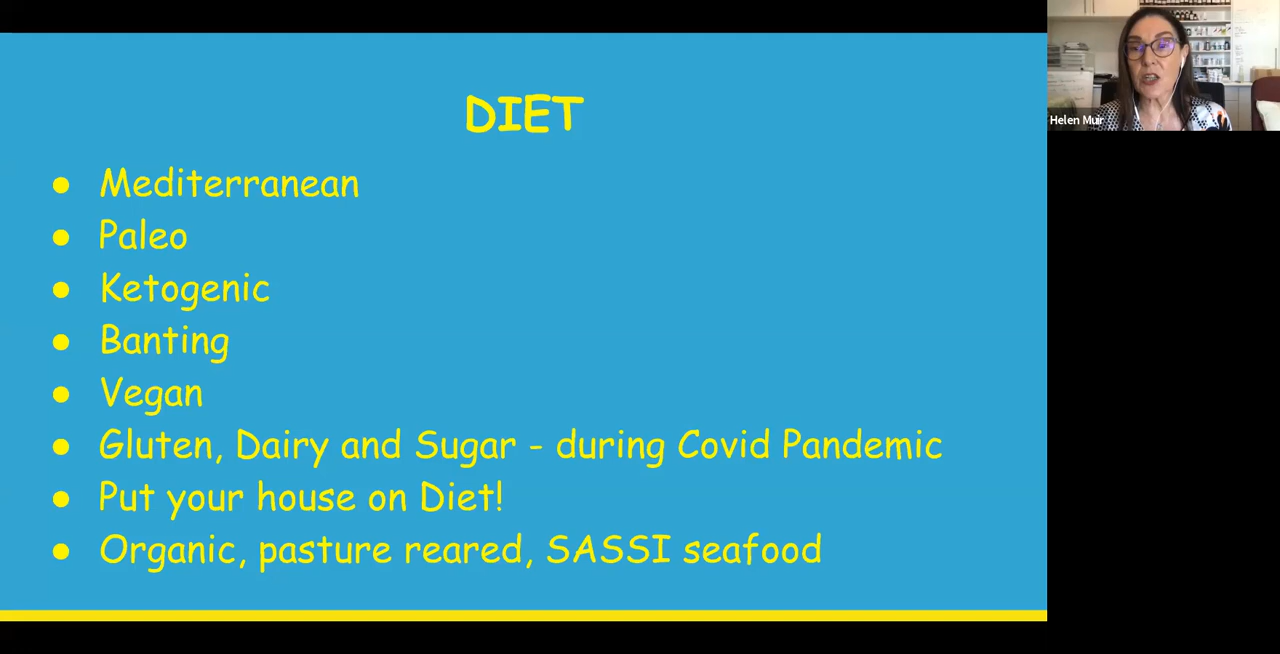 DIET
● Mediterranean
● Paleo
● Ketogenic
● Banting
● Vegan
● Gluten, Dairy and Sugar - during Covid Pandemic
● Put your house on Diet!
● Organic, pasture reared, SASSI seafood
Helen Muir